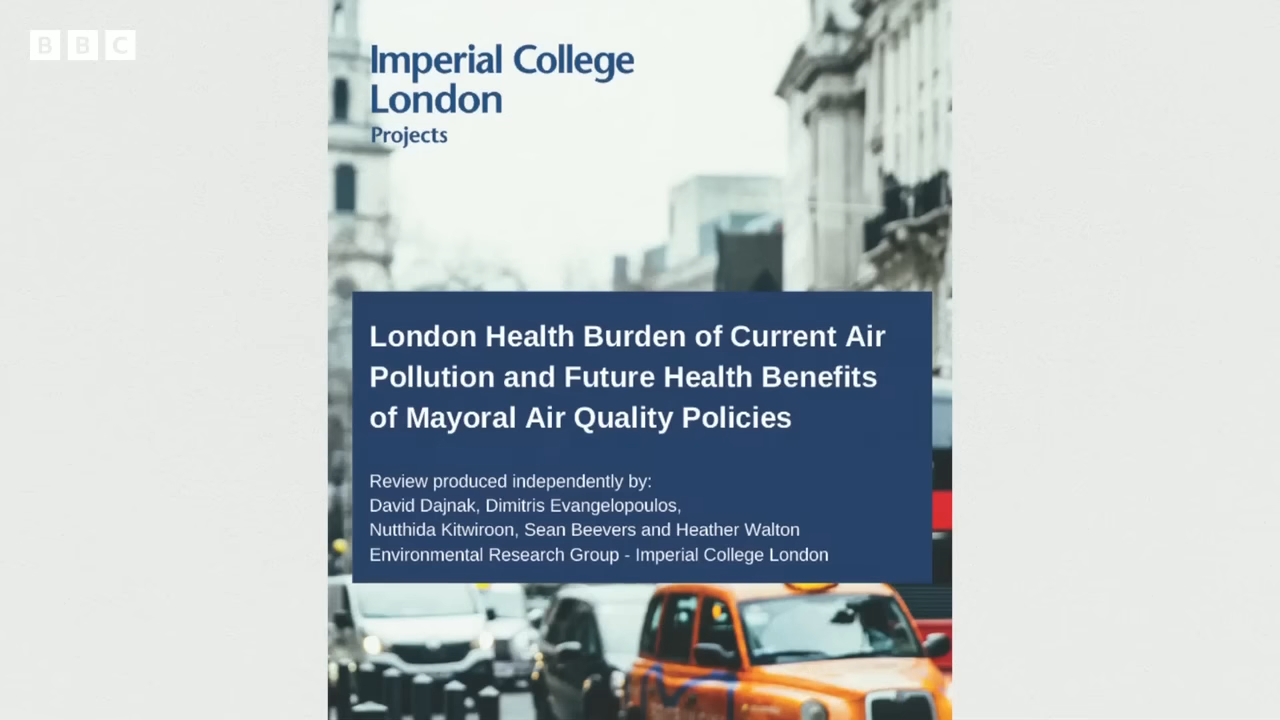 BBC
Imperial College
London
Projects
London Health Burden of Current Air
Pollution and Future Health Benefits
of Mayoral Air Quality Policies
Review produced independently by:
David Dajnak, Dimitris Evangelopoulos,
Nutthida Kitwiroon, Sean Beevers and Heather Walton
Environmental Research Group - Imperial College London